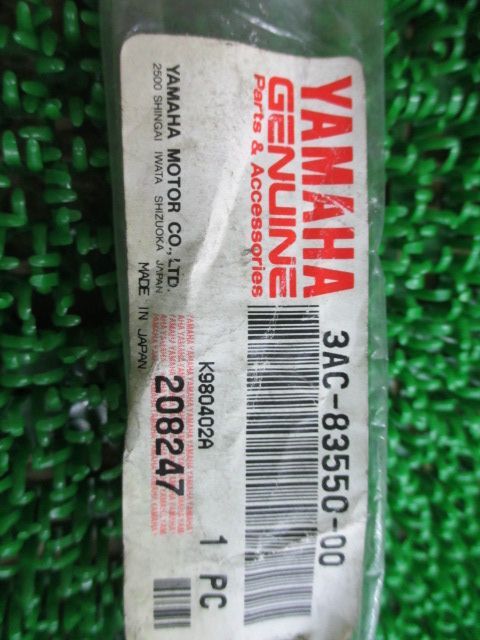 YAMAHA
GENUINE
Parts & Accessories
YAMAHA MOTOR CO., LTD.
2500 SHINGAI IWATA SHIZUOKA JAPAN
MADE IN JAPAN
3AC-83550-00
K980402A
208247
1 PC